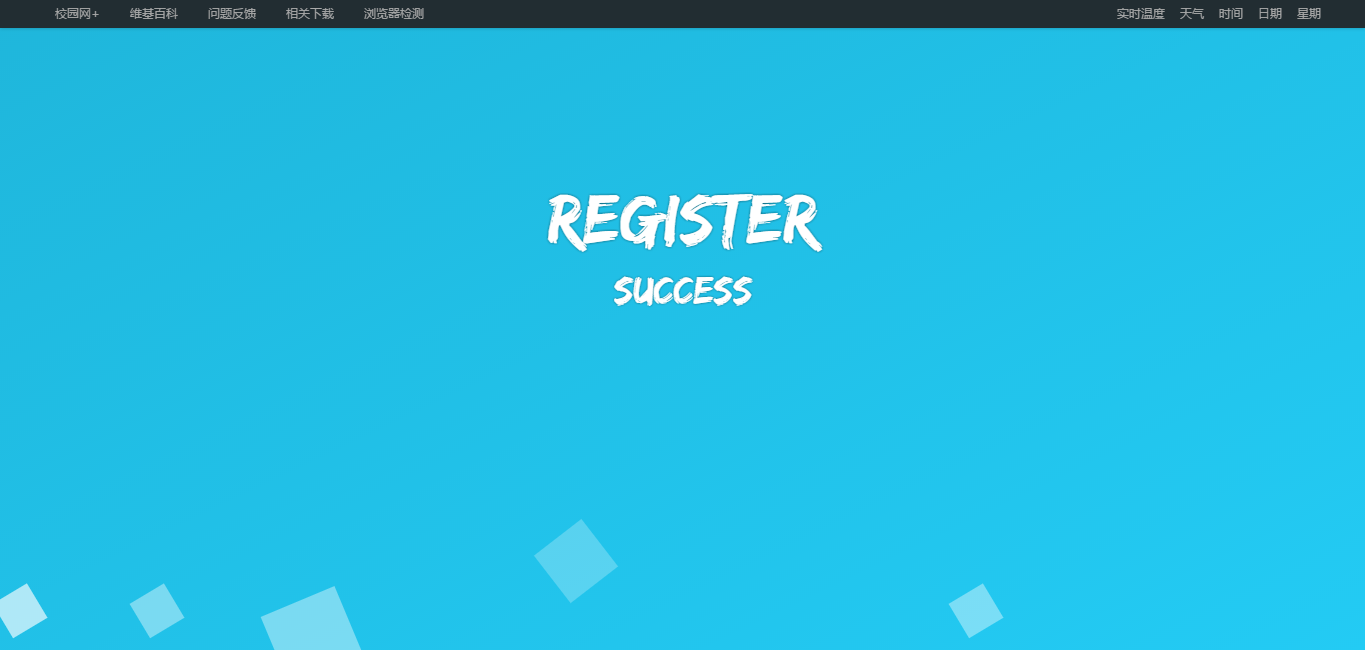 校园网+ 维基百科 问题反馈 相关下载 浏览器检测 实时温度 天气 时间 日期 星期
REGISTER
SUCCESS